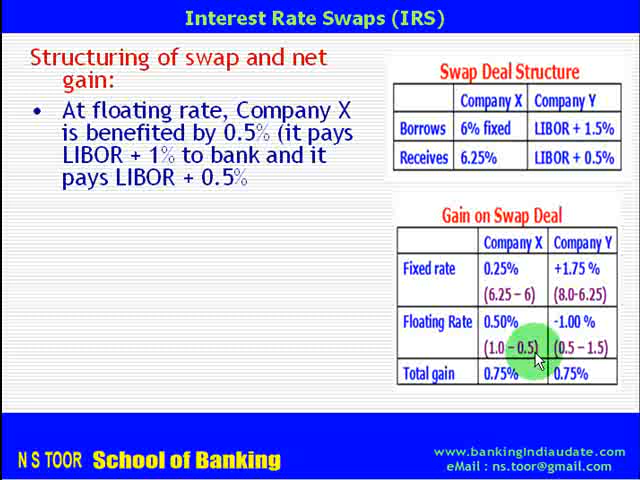 Interest Rate Swaps (IRS)
Structuring of swap and net
gain:
• At floating rate, Company X
is benefited by 0.5% (it pays
LIBOR + 1% to bank and it
pays LIBOR + 0.5%
Swap Deal Structure
Company X Company Y
Borrows 6% fixed LIBOR + 1.5%
Receives 6.25% LIBOR + 0.5%
Gain on Swap Deal
Company X Company Y
Fixed rate 0.25% +1.75 %
(6.25 – 6) (8.0-6.25)
Floating Rate 0.50% -1.00 %
(1.0 – 0.5) (0.5 – 1.5)
Total gain 0.75% 0.75%
N S TOOR School of Banking
www.bankingIndiaudate.com
eMail : ns.toor@gmail.com